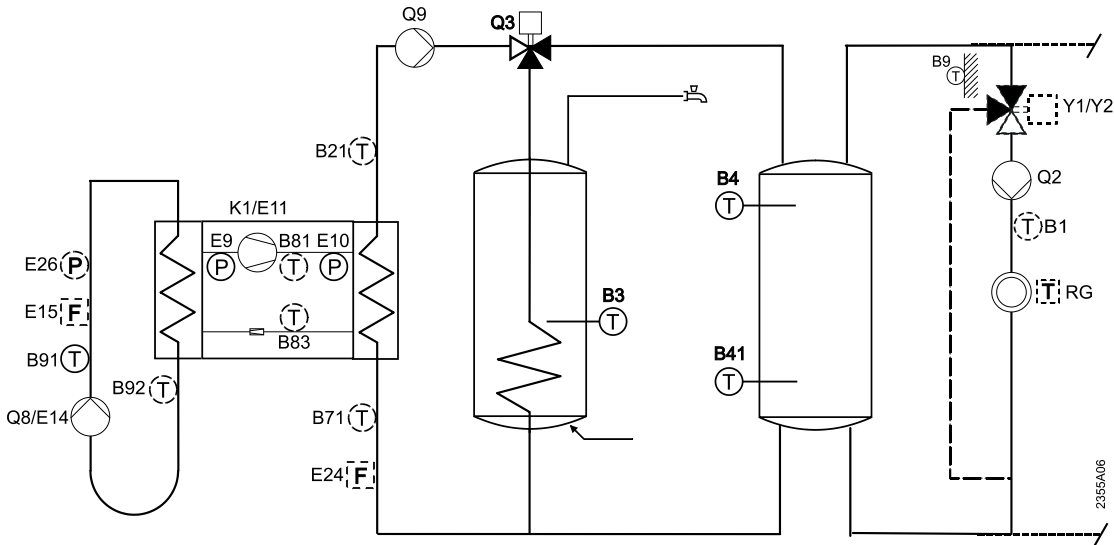 Q9
Q3
B9
T
Y1/Y2
B21 T
Q2
B4
T
T B1
K1/E11
E9 B81 E10
P T P
E26 P
T RG
B3
T
E15 F
T
B83
B91 T
B41
T
B92 T
Q8/E14
B71 T
E24 F
2355A06